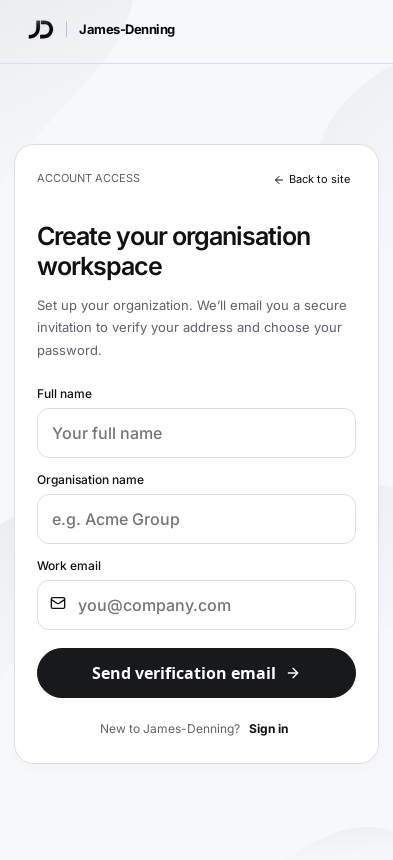 JD
James-Denning
ACCOUNT ACCESS
← Back to site
Create your organisation
workspace
Set up your organization. We’ll email you a secure
invitation to verify your address and choose your
password.
Full name
Your full name
Organisation name
e.g. Acme Group
Work email
you@company.com
Send verification email →
New to James-Denning? Sign in